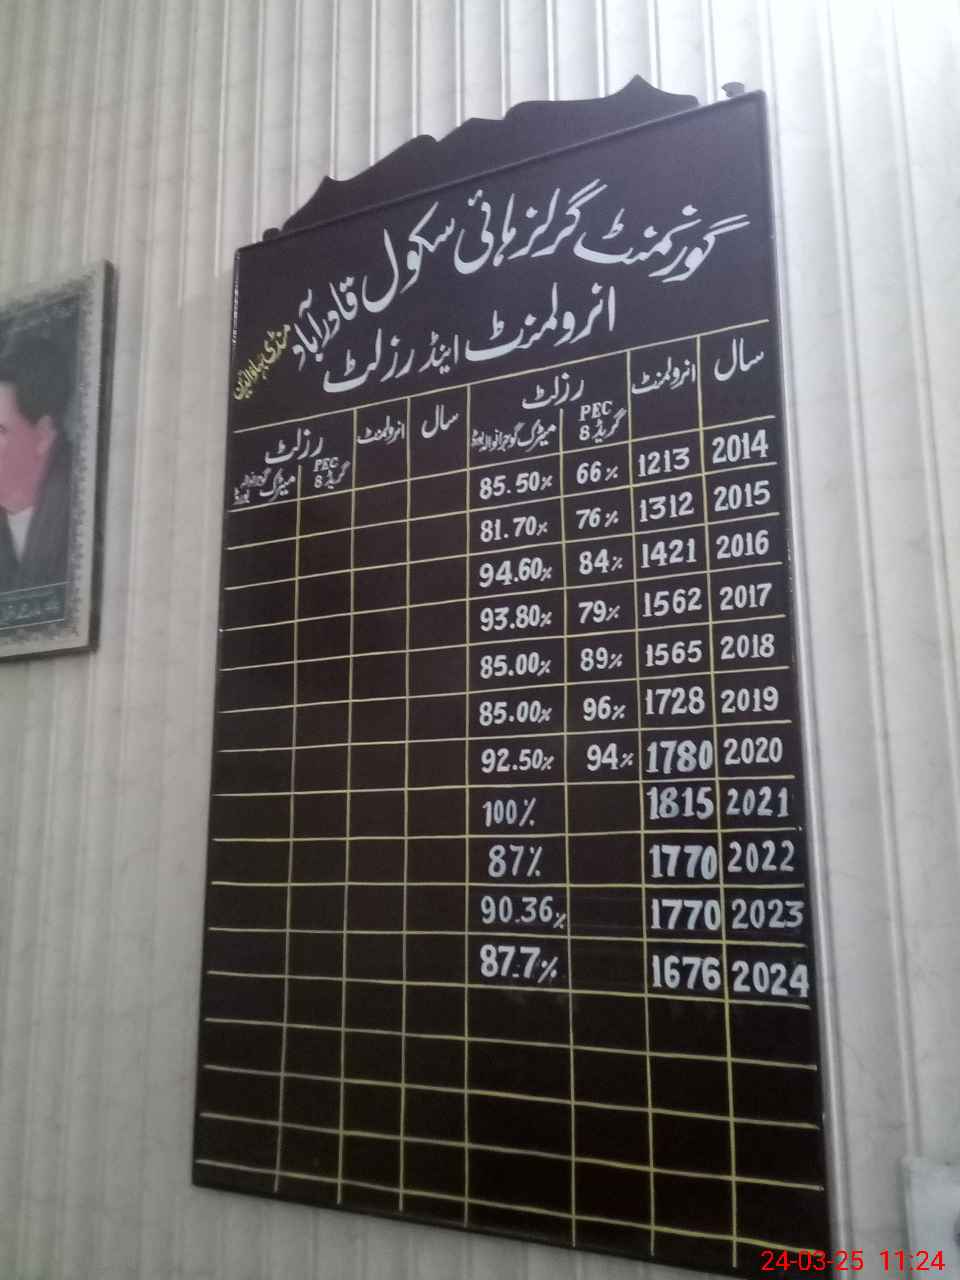 گورنمنٹ گرلز ہائی سکول قادرآباد منڈی بہاؤالدین
انرولمنٹ اینڈ رزلٹ
سال انرولمنٹ رزلٹ سال انرولمنٹ رزلٹ
PEC گریڈ 8 میٹرک گوجرانوالہ بورڈ PEC گریڈ 8 میٹرک گوجرانوالہ بورڈ
2014 1213 66% 85.50%
2015 1312 76% 81.70%
2016 1421 84% 94.60%
2017 1562 79% 93.80%
2018 1565 89% 85.00%
2019 1728 96% 85.00%
2020 1780 94% 92.50%
2021 1815 100%
2022 1770 87%
2023 1770 90.36%
2024 1676 87.7%
24-03-25 11:24